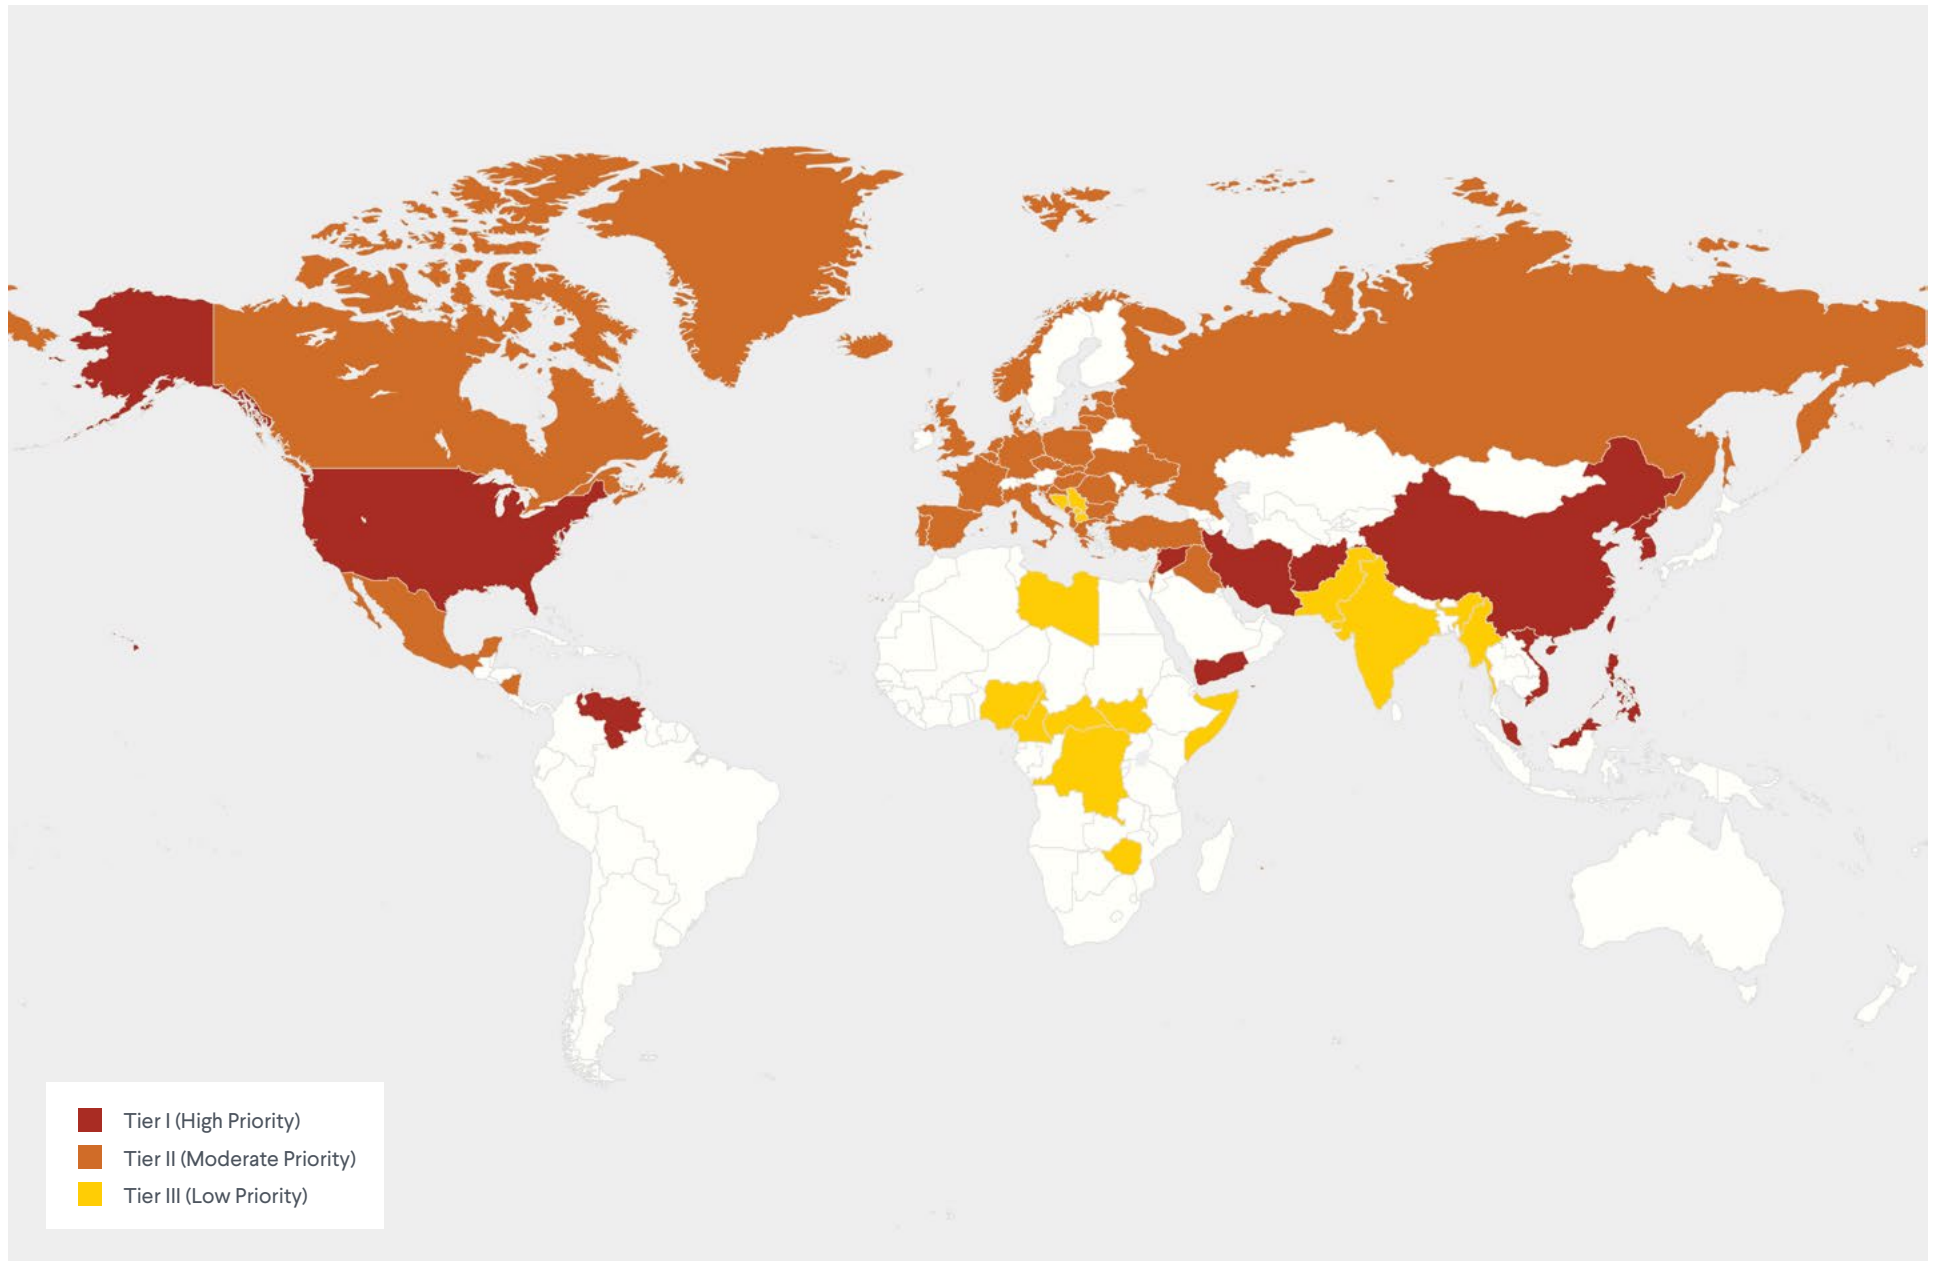 Tier I (High Priority)
Tier II (Moderate Priority)
Tier III (Low Priority)